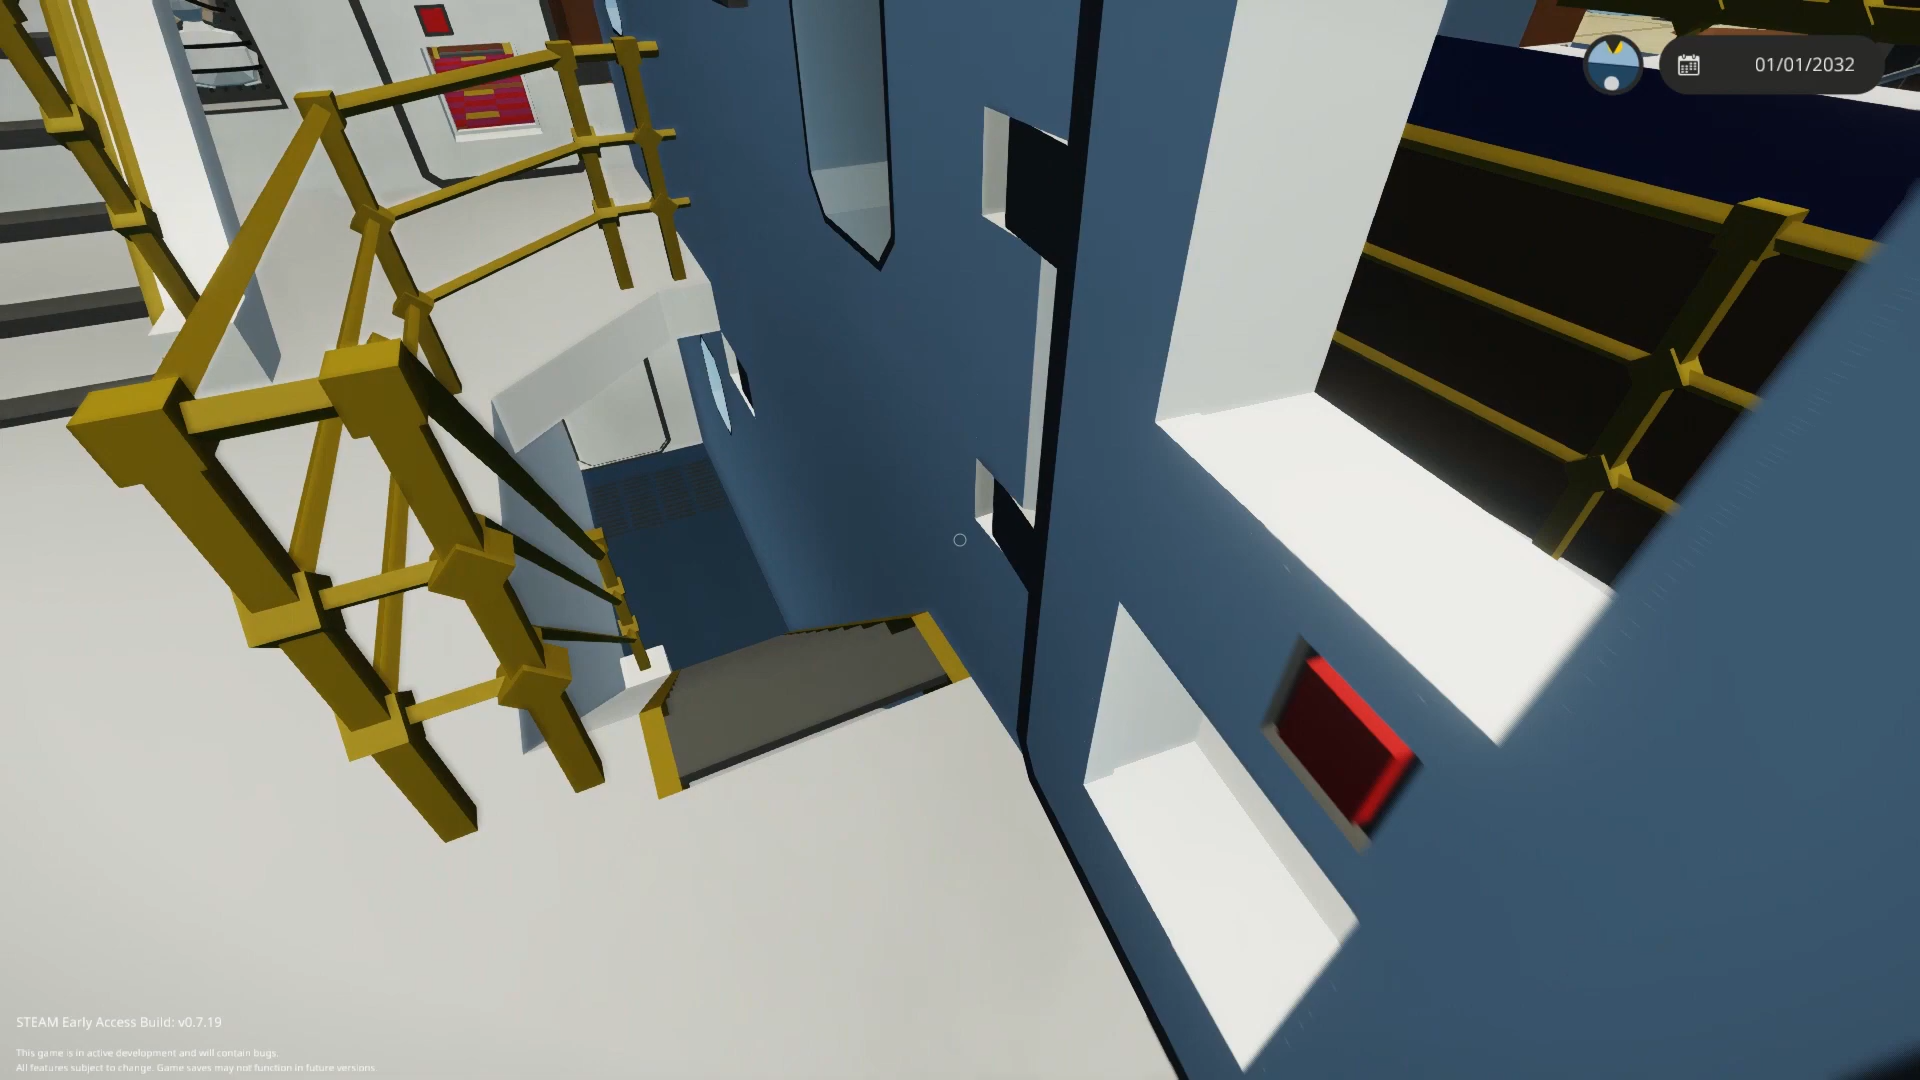 01/01/2032
STEAM Early Access Build: v0.7.19
This game is in active development and will contain bugs.
All features subject to change. Game saves may not function in future versions